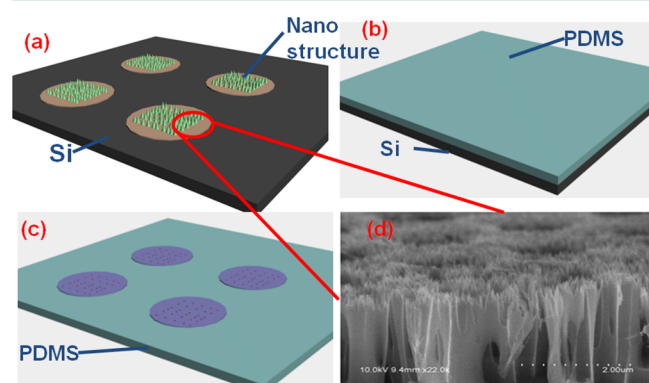 (a)
Nano
structure
Si
(b)
PDMS
Si
(c)
PDMS
(d)
10.0kV 9.4mm x22.0k
2.00um